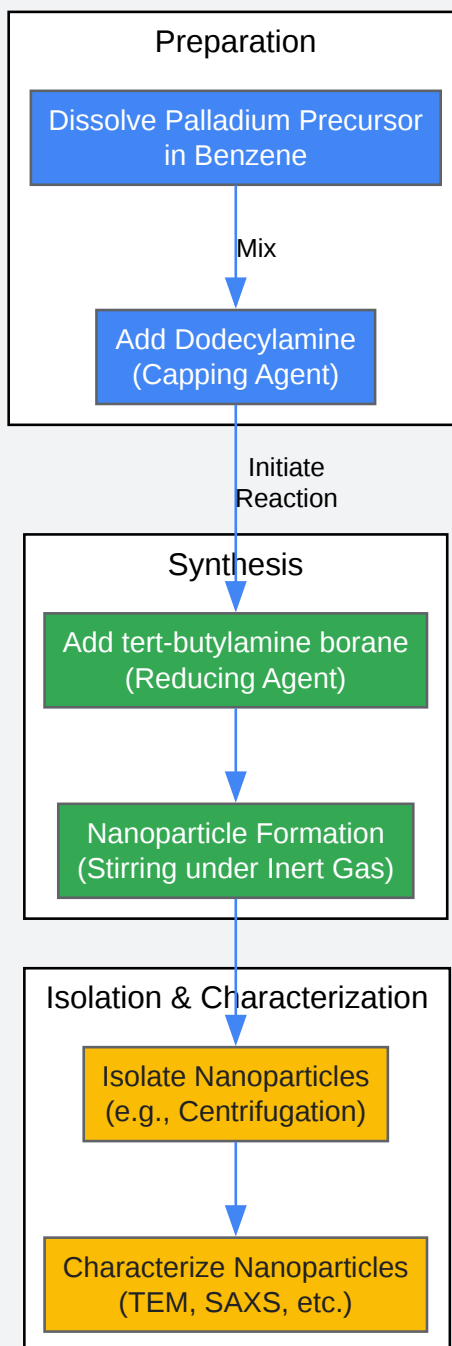 Preparation
Dissolve Palladium Precursor
in Benzene
Mix
Add Dodecylamine
(Capping Agent)
Initiate
Reaction
Synthesis
Add tert-butylamine borane
(Reducing Agent)
Nanoparticle Formation
(Stirring under Inert Gas)
Isolation & Characterization
Isolate Nanoparticles
(e.g., Centrifugation)
Characterize Nanoparticles
(TEM, SAXS, etc.)